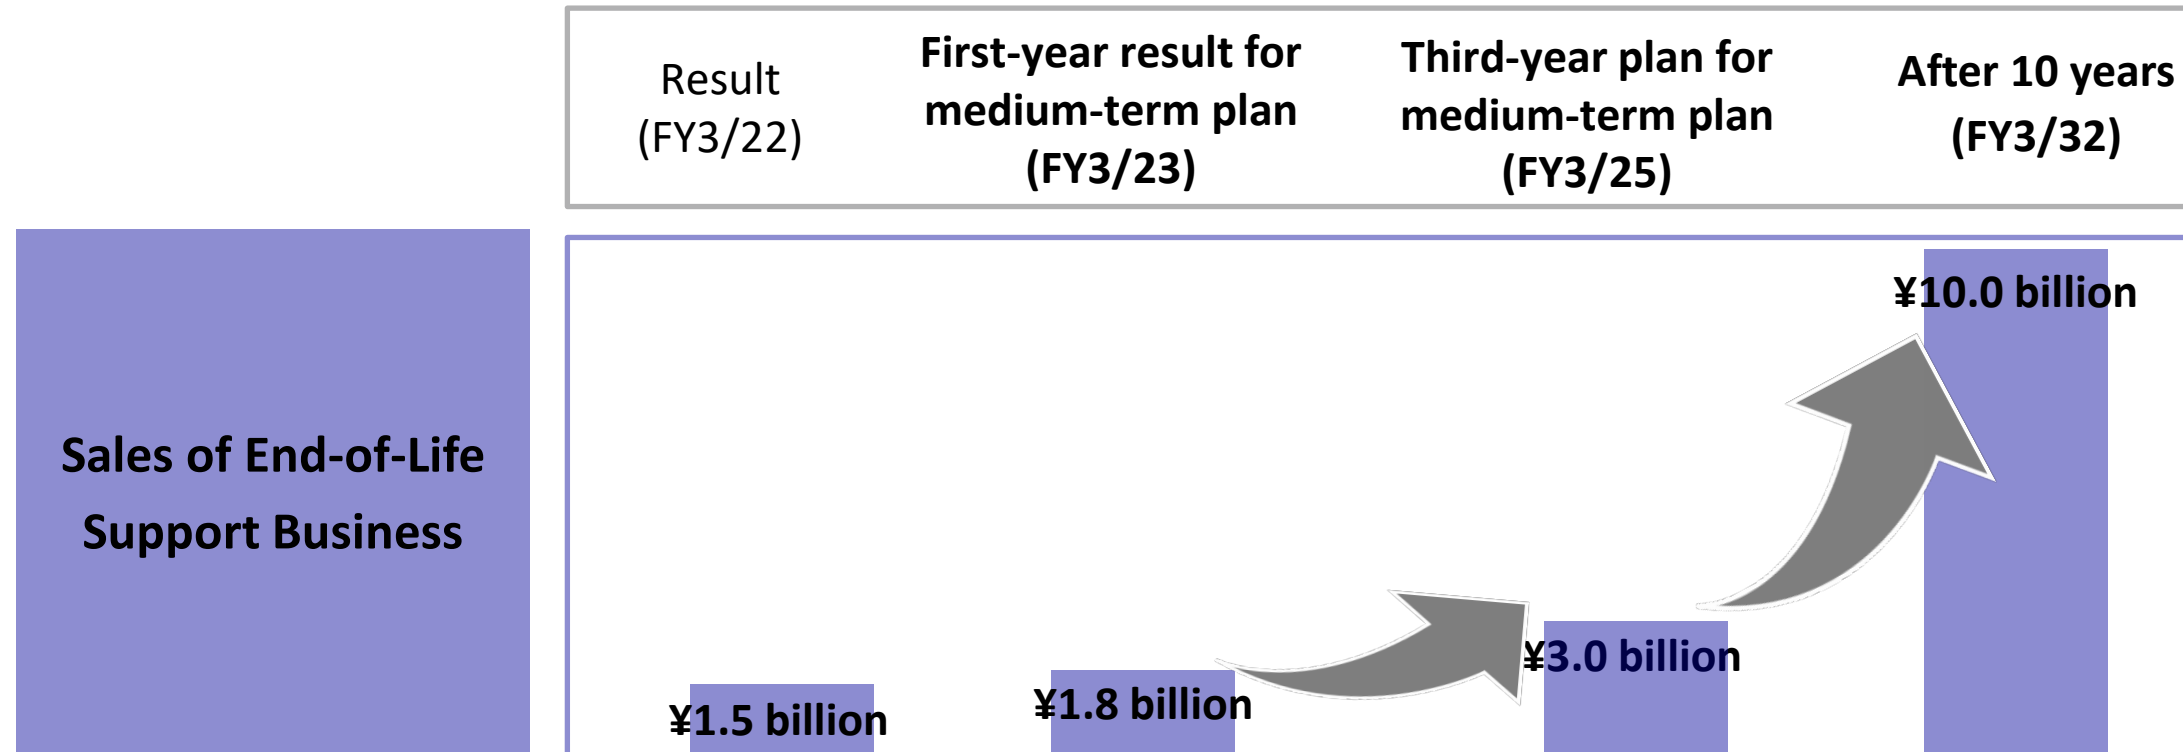 Result
(FY3/22)
First-year result for
medium-term plan
(FY3/23)
Third-year plan for
medium-term plan
(FY3/25)
After 10 years
(FY3/32)
Sales of End-of-Life
Support Business
¥1.5 billion
¥1.8 billion
¥3.0 billion
¥10.0 billion